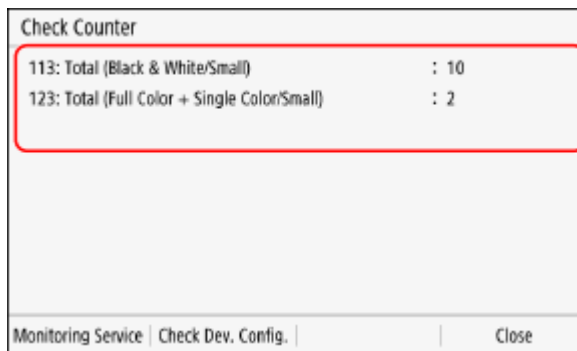 Check Counter
113: Total (Black & White/Small) : 10
123: Total (Full Color + Single Color/Small) : 2
Monitoring Service Check Dev. Config. Close